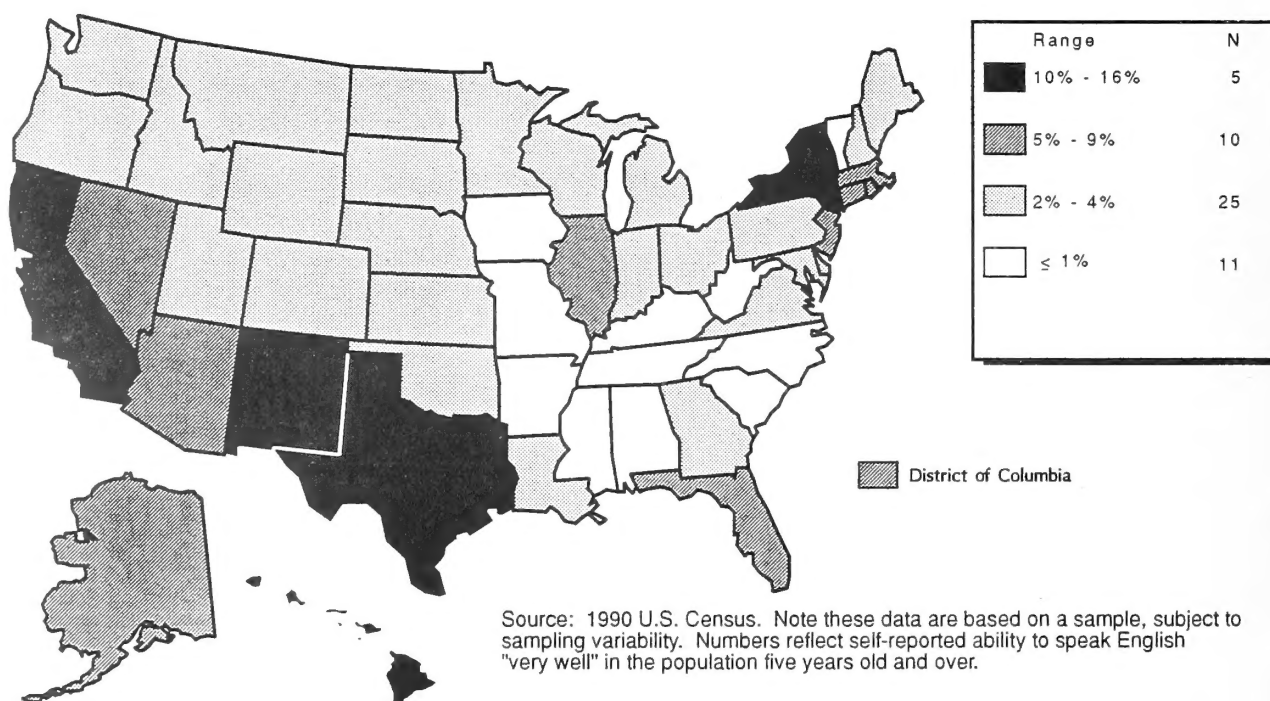 Range N
10% - 16% 5
5% - 9% 10
2% - 4% 25
≤ 1% 11
District of Columbia
Source: 1990 U.S. Census. Note these data are based on a sample, subject to
sampling variability. Numbers reflect self-reported ability to speak English
"very well" in the population five years old and over.